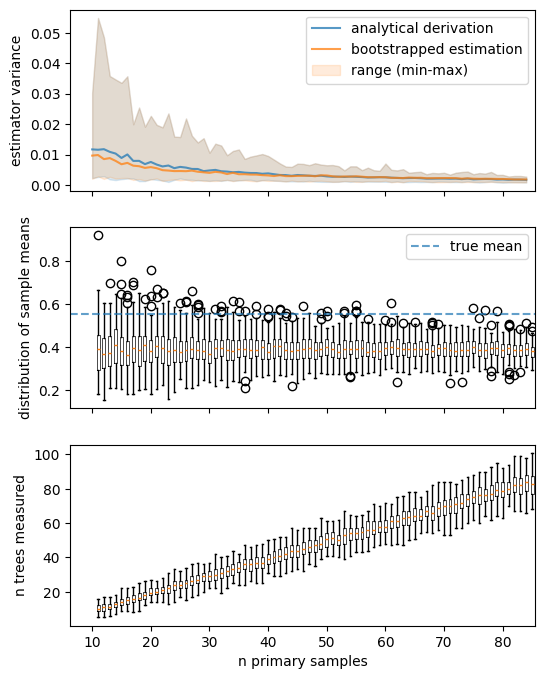 estimator variance
0.05
0.04
0.03
0.02
0.01
0.00
analytical derivation
bootstrapped estimation
range (min-max)
distribution of sample means
0.8
0.6
0.4
0.2
true mean
n trees measured
100
80
60
40
20
10 20 30 40 50 60 70 80
n primary samples